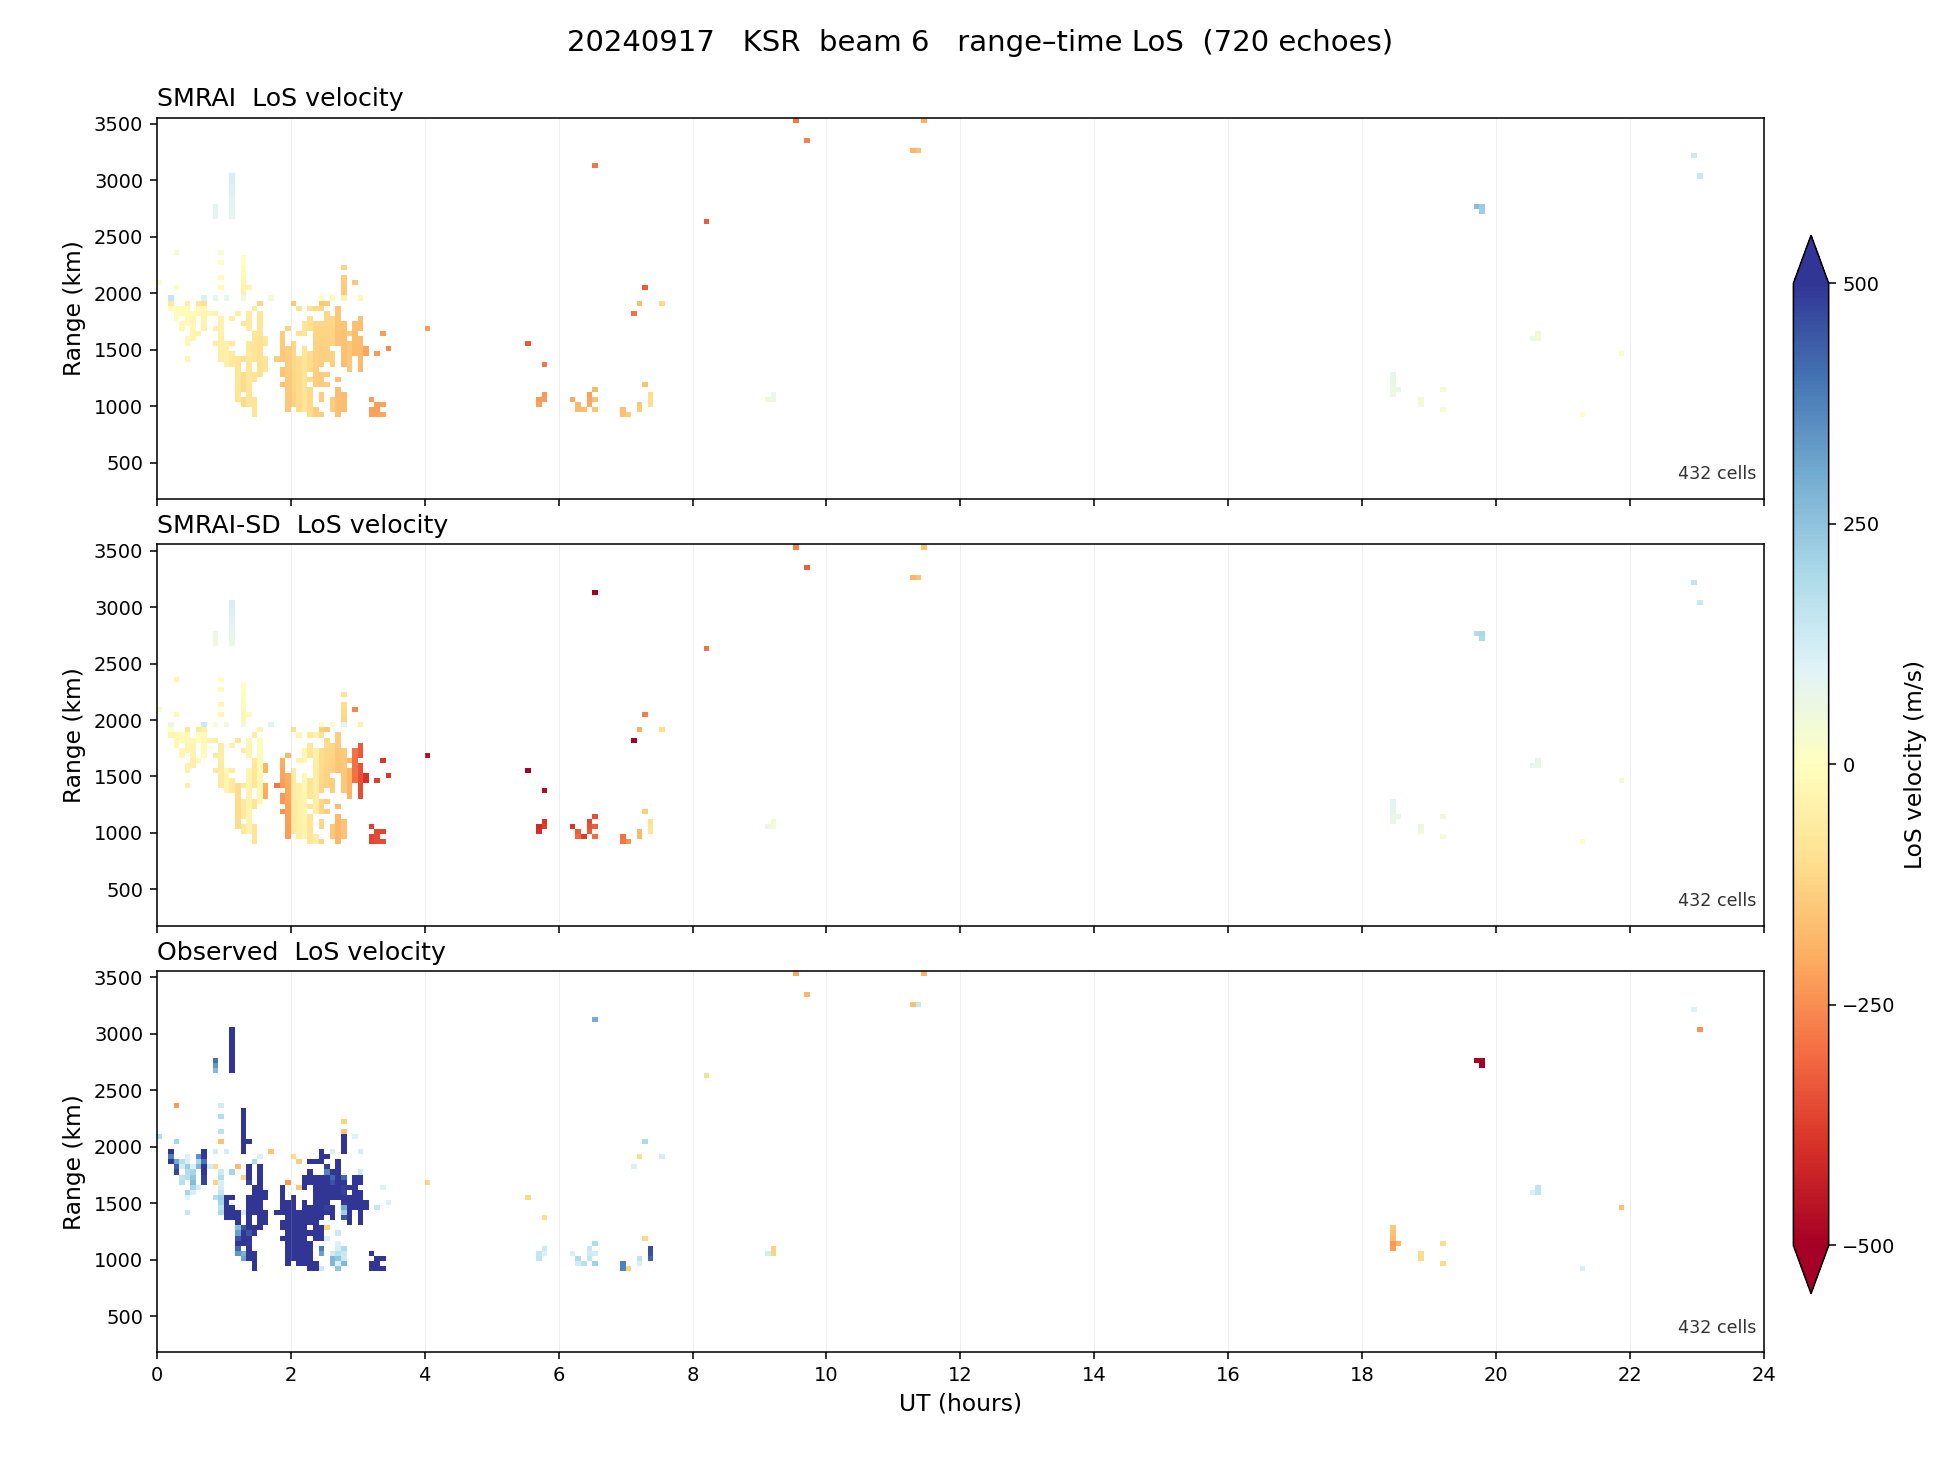 20240917   KSR  beam 6   range–time LoS  (720 echoes)
SMRAI  LoS velocity
3500
3000
2500
2000
1500
1000
500
Range (km)
432 cells
SMRAI-SD  LoS velocity
3500
3000
2500
2000
1500
1000
500
Range (km)
432 cells
Observed  LoS velocity
3500
3000
2500
2000
1500
1000
500
Range (km)
432 cells
0 2 4 6 8 10 12 14 16 18 20 22 24
UT (hours)
500
250
0
−250
−500
LoS velocity (m/s)